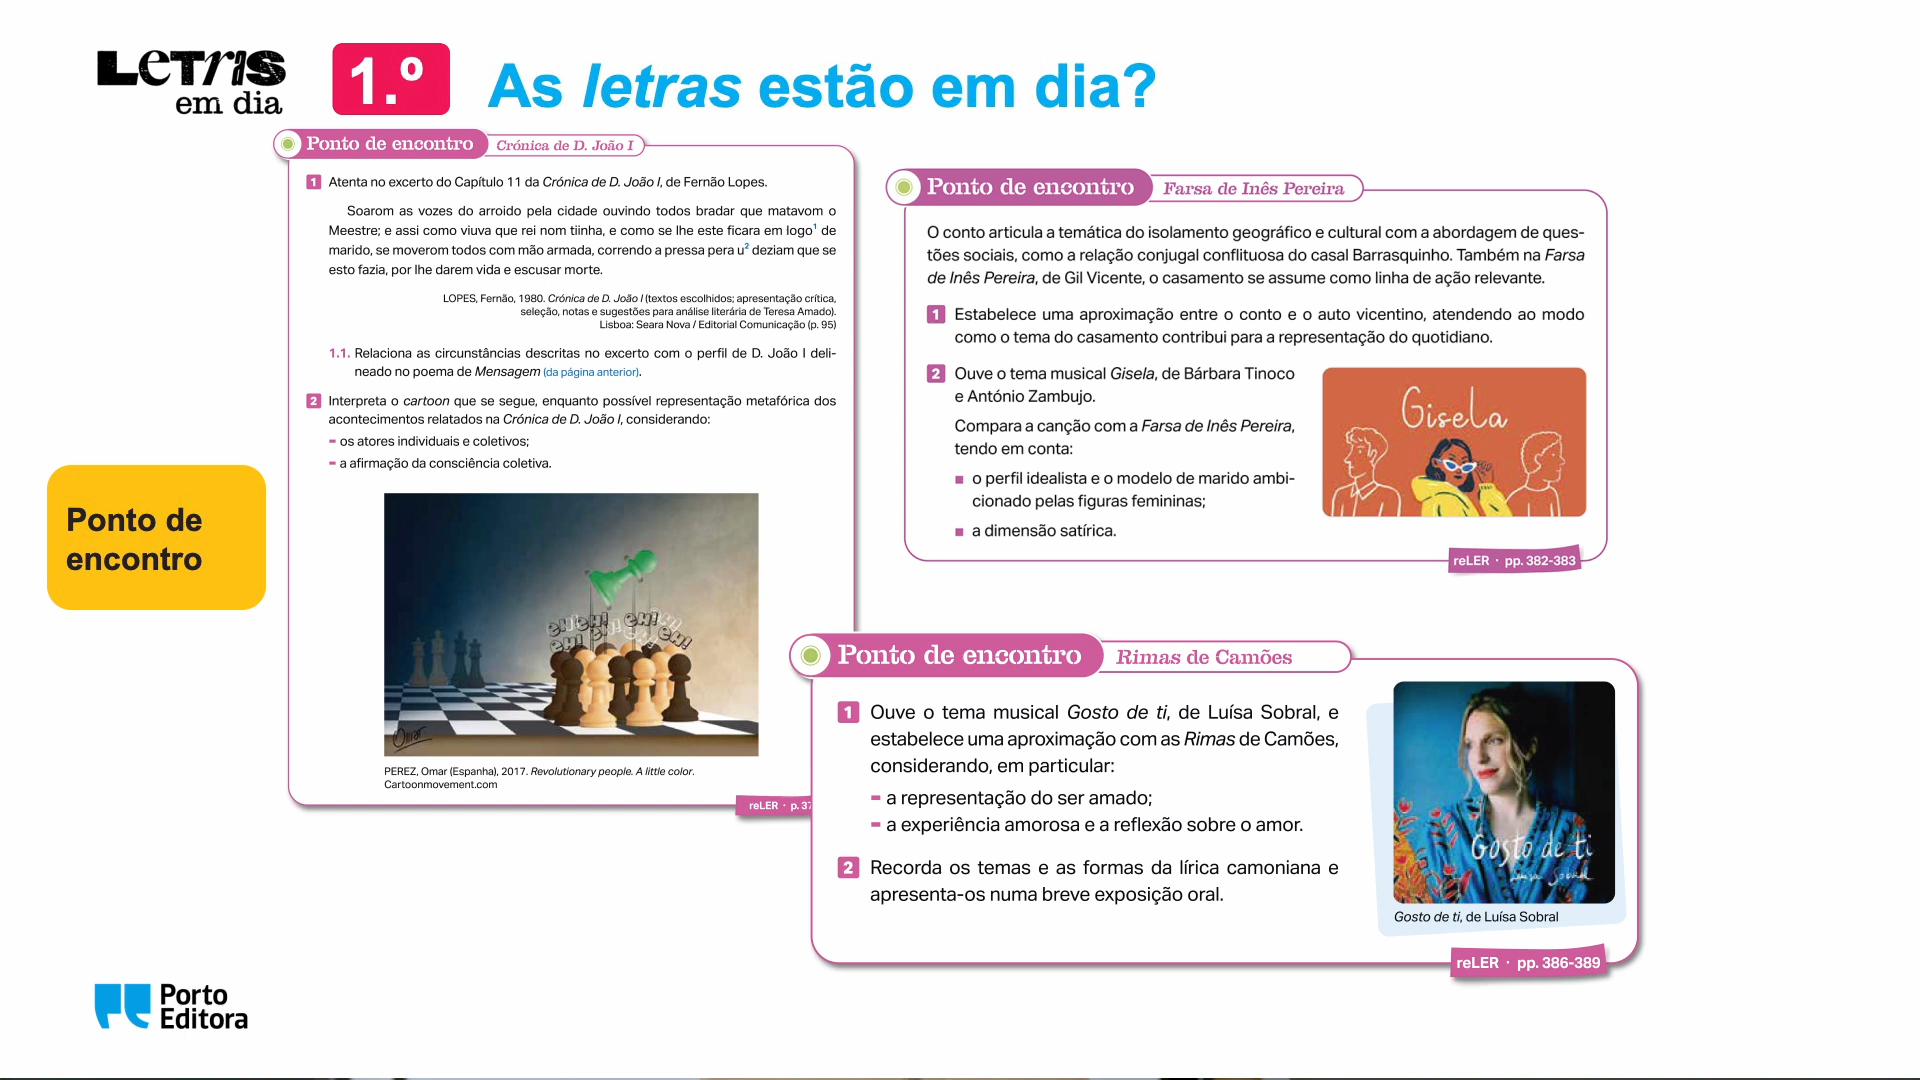 Letras
em dia
1.º
As letras estão em dia?
Ponto de encontro
Crónica de D. João I
1 Atenta no excerto do Capítulo 11 da Crónica de D. João I, de Fernão Lopes.
Soarom as vozes do arroido pela cidade ouvindo todos bradar que matavom o
Meestre; e assi como viuva que rei nom tiinha, e como se lhe este ficara em logo¹ de
marido, se moverom todos com mão armada, correndo a pressa pera u² deziam que se
esto fazia, por lhe darem vida e escusar morte.
LOPES, Fernão, 1980. Crónica de D. João I (textos escolhidos; apresentação crítica,
seleção, notas e sugestões para análise literária de Teresa Amado).
Lisboa: Seara Nova / Editorial Comunicação (p. 95)
1.1. Relaciona as circunstâncias descritas no excerto com o perfil de D. João I deli-
neado no poema de Mensagem (da página anterior).
2 Interpreta o cartoon que se segue, enquanto possível representação metafórica dos
acontecimentos relatados na Crónica de D. João I, considerando:
- os atores individuais e coletivos;
- a afirmação da consciência coletiva.
EH! EH!
EH!
EH!
EH!
Omar
PEREZ, Omar (Espanha), 2017. Revolutionary people. A little color.
Cartoonmovement.com
reLER · p. 37
Ponto de encontro
Farsa de Inês Pereira
O conto articula a temática do isolamento geográfico e cultural com a abordagem de ques-
tões sociais, como a relação conjugal conflituosa do casal Barrasquinho. Também na Farsa
de Inês Pereira, de Gil Vicente, o casamento se assume como linha de ação relevante.
1 Estabelece uma aproximação entre o conto e o auto vicentino, atendendo ao modo
como o tema do casamento contribui para a representação do quotidiano.
2 Ouve o tema musical Gisela, de Bárbara Tinoco
e António Zambujo.
Compara a canção com a Farsa de Inês Pereira,
tendo em conta:
▪ o perfil idealista e o modelo de marido ambi-
cionado pelas figuras femininas;
▪ a dimensão satírica.
Gisela
reLER · pp. 382-383
Ponto de encontro
Rimas de Camões
1 Ouve o tema musical Gosto de ti, de Luísa Sobral, e
estabelece uma aproximação com as Rimas de Camões,
considerando, em particular:
- a representação do ser amado;
- a experiência amorosa e a reflexão sobre o amor.
2 Recorda os temas e as formas da lírica camoniana e
apresenta-os numa breve exposição oral.
Gosto de ti
Luísa Sobral
Gosto de ti, de Luísa Sobral
reLER · pp. 386-389
Ponto de
encontro
Porto
Editora